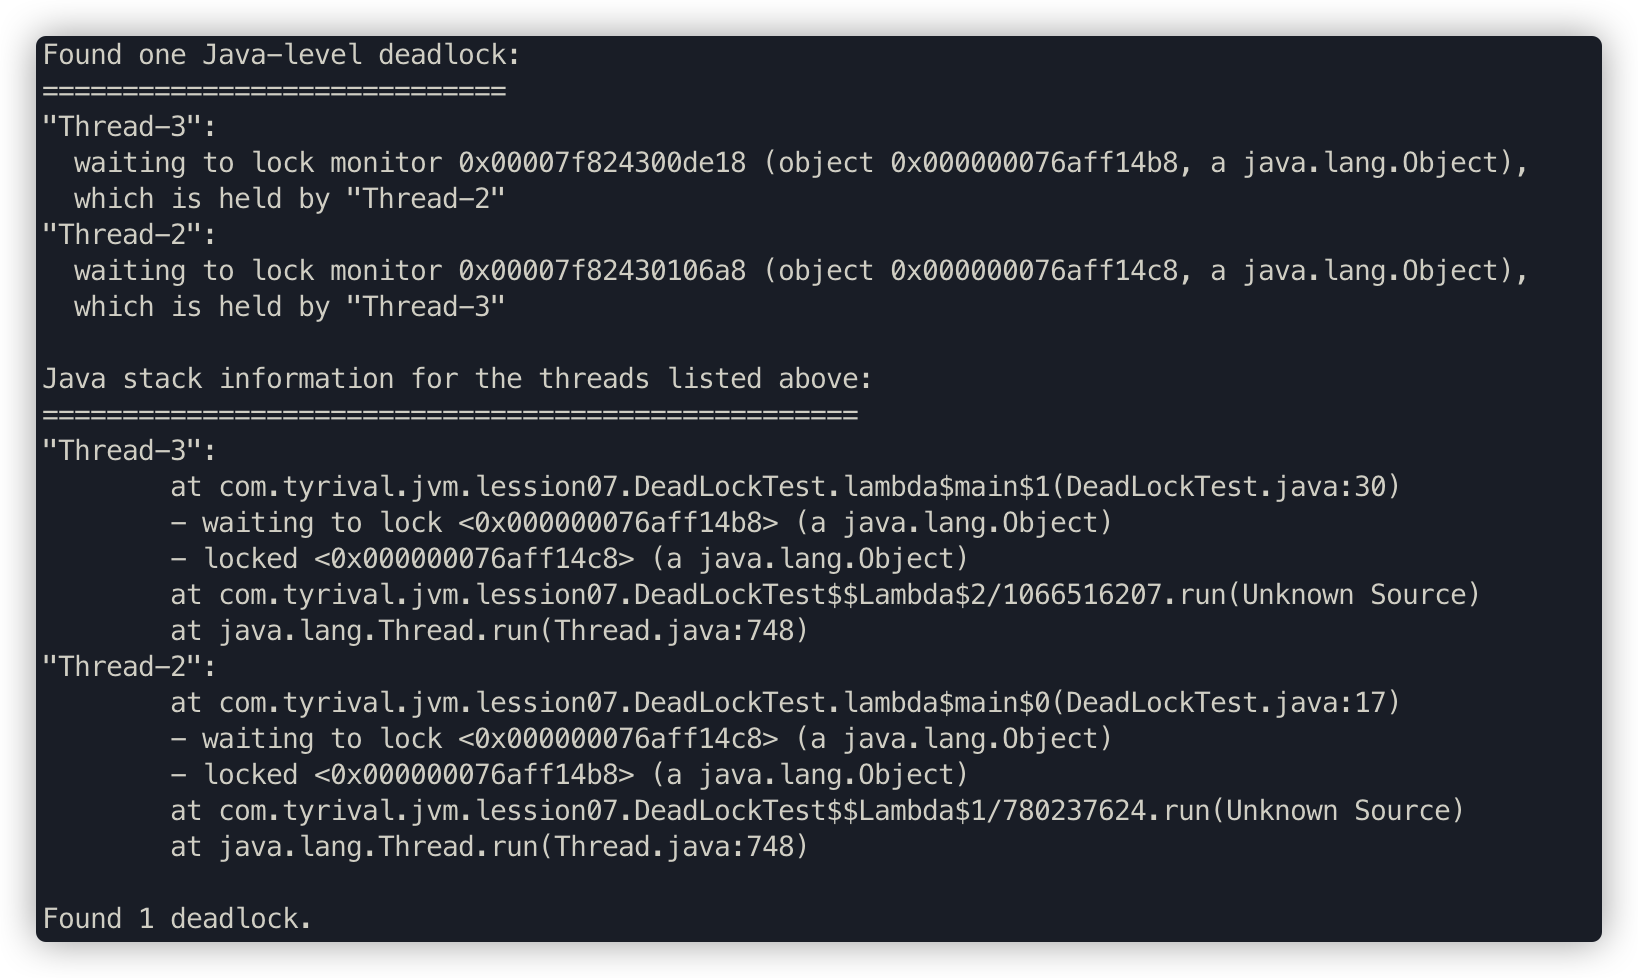 Found one Java-level deadlock:
=============================
"Thread-3":
  waiting to lock monitor 0x00007f824300de18 (object 0x000000076aff14b8, a java.lang.Object),
  which is held by "Thread-2"
"Thread-2":
  waiting to lock monitor 0x00007f82430106a8 (object 0x000000076aff14c8, a java.lang.Object),
  which is held by "Thread-3"

Java stack information for the threads listed above:
===================================================
"Thread-3":
        at com.tyrival.jvm.lession07.DeadLockTest.lambda$main$1(DeadLockTest.java:30)
        - waiting to lock <0x000000076aff14b8> (a java.lang.Object)
        - locked <0x000000076aff14c8> (a java.lang.Object)
        at com.tyrival.jvm.lession07.DeadLockTest$$Lambda$2/1066516207.run(Unknown Source)
        at java.lang.Thread.run(Thread.java:748)
"Thread-2":
        at com.tyrival.jvm.lession07.DeadLockTest.lambda$main$0(DeadLockTest.java:17)
        - waiting to lock <0x000000076aff14c8> (a java.lang.Object)
        - locked <0x000000076aff14b8> (a java.lang.Object)
        at com.tyrival.jvm.lession07.DeadLockTest$$Lambda$1/780237624.run(Unknown Source)
        at java.lang.Thread.run(Thread.java:748)

Found 1 deadlock.